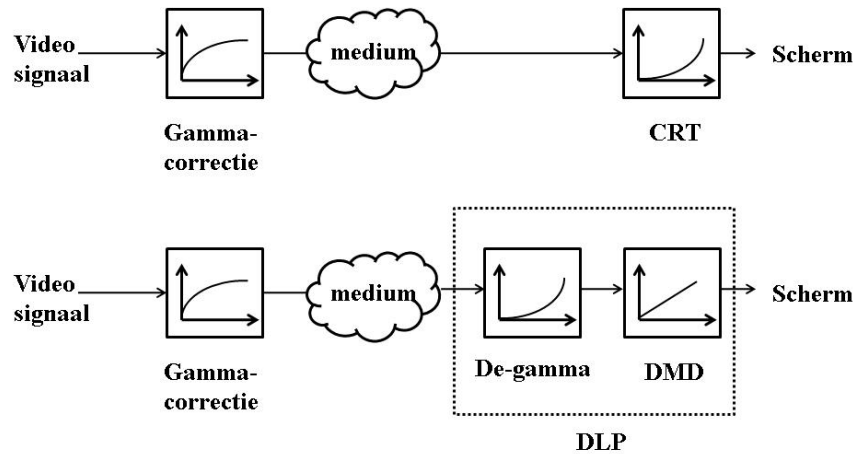 Video
signaal
medium
Scherm
Gamma-
correctie
CRT
Video
signaal
medium
Scherm
Gamma-
correctie
De-gamma
DMD
DLP